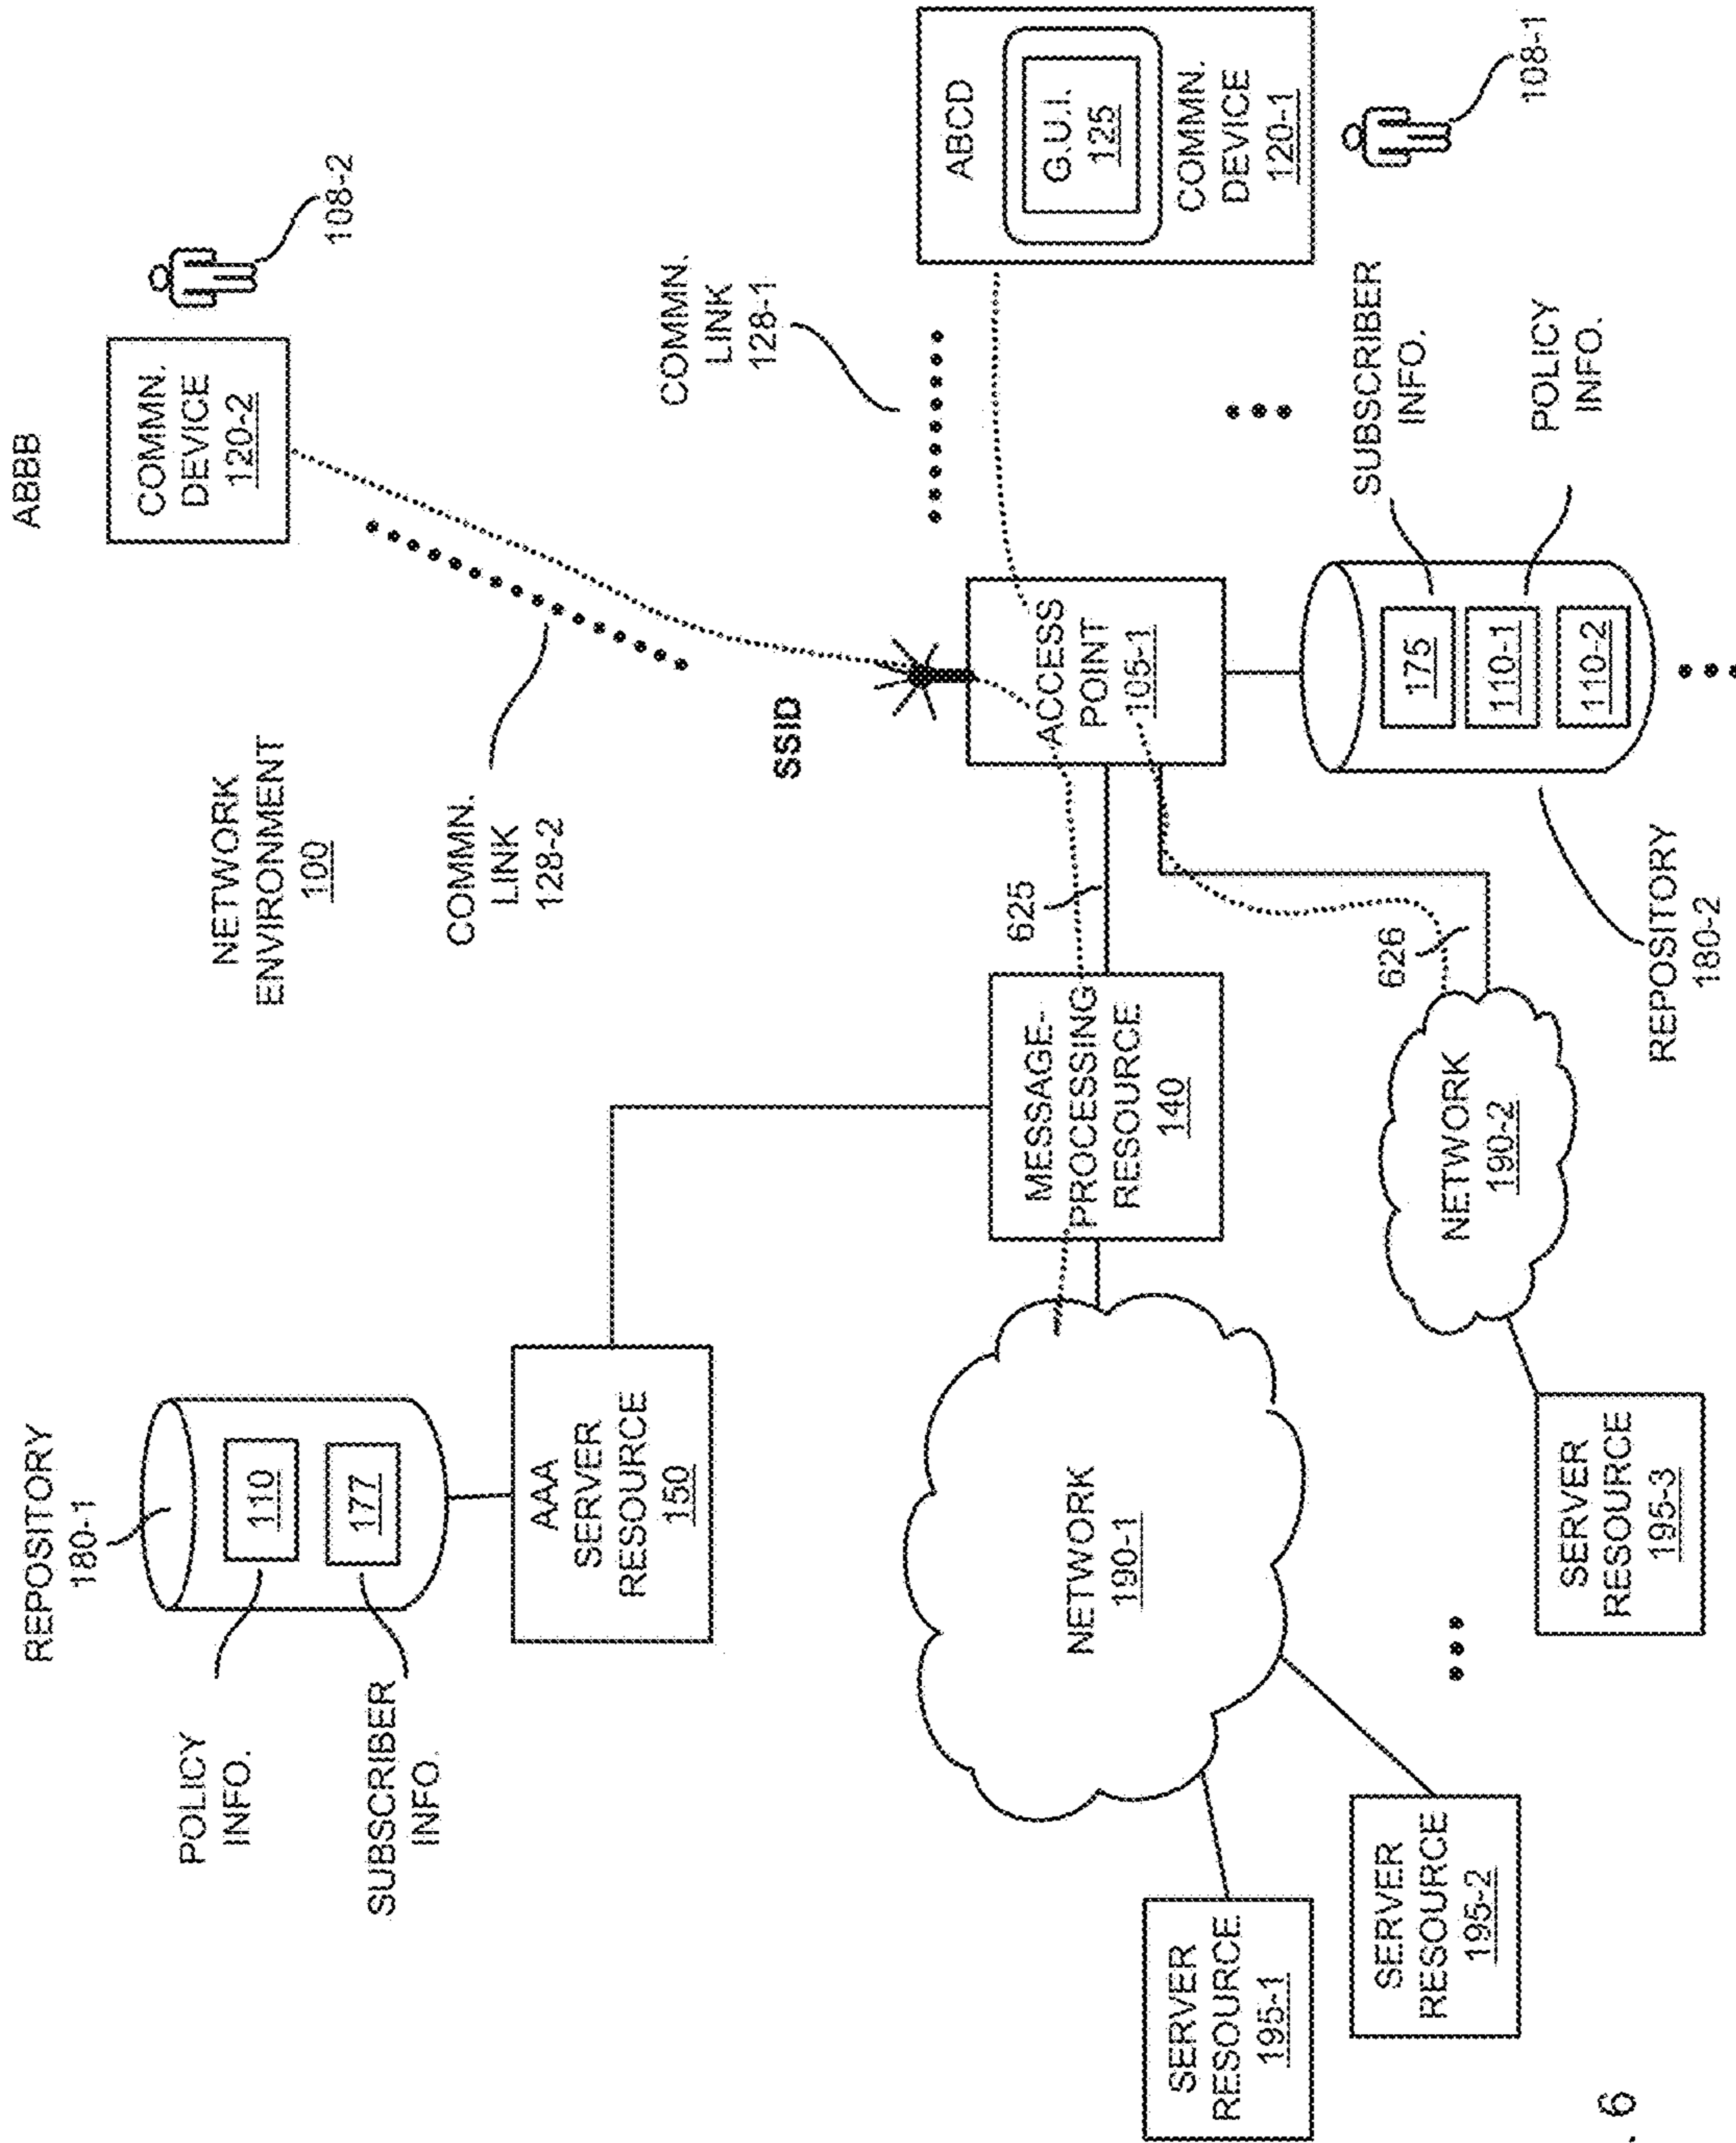 REPOSITORY
180-1
POLICY
INFO.
110
177
SUBSCRIBER
INFO.
AAA
SERVER
RESOURCE
150
NETWORK
ENVIRONMENT
100
ABBB
COMMN.
DEVICE
120-2
108-2
COMMN.
LINK
128-2
SSID
COMMN.
LINK
128-1
NETWORK
190-1
MESSAGE-
PROCESSING
RESOURCE
140
625
ACCESS
POINT
105-1
ABCD
G.U.I.
125
COMMN.
DEVICE
120-1
108-1
SERVER
RESOURCE
195-1
SERVER
RESOURCE
195-2
SERVER
RESOURCE
195-3
NETWORK
190-2
626
REPOSITORY
180-2
175
110-1
110-2
SUBSCRIBER
INFO.
POLICY
INFO.
. 6